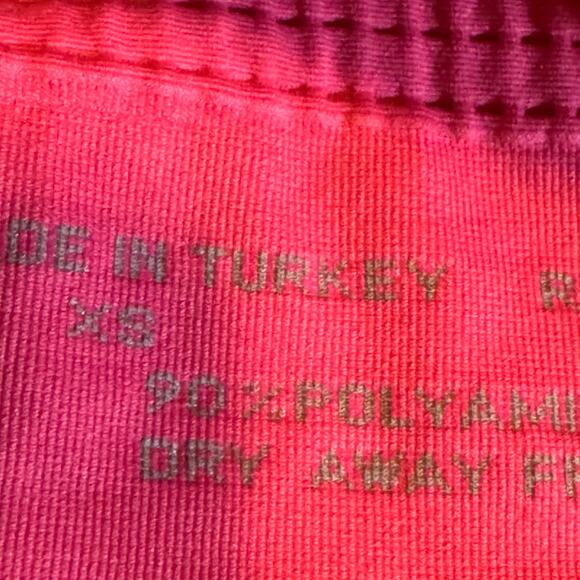 DE IN TURKEY R
XS
90%POLYAMI
DRY AWAY F